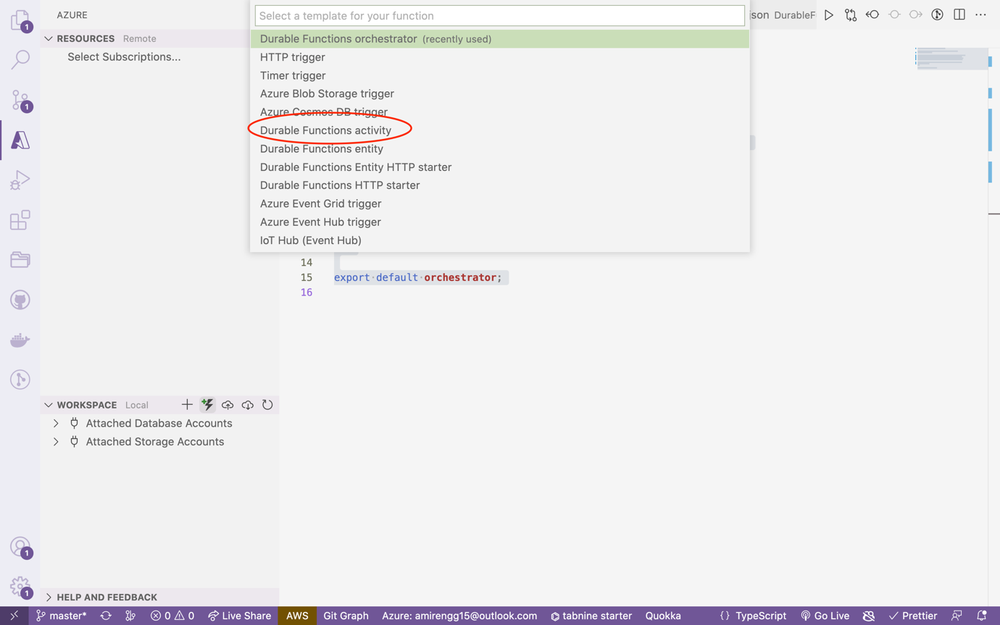 AZURE
RESOURCES Remote
Select Subscriptions...
Select a template for your function
Durable Functions orchestrator (recently used)
HTTP trigger
Timer trigger
Azure Blob Storage trigger
Azure Cosmos DB trigger
Durable Functions activity
Durable Functions entity
Durable Functions Entity HTTP starter
Durable Functions HTTP starter
Azure Event Grid trigger
Azure Event Hub trigger
IoT Hub (Event Hub)
DurableF
14
15 export default orchestrator;
16
WORKSPACE Local
Attached Database Accounts
Attached Storage Accounts
HELP AND FEEDBACK
1
1
1
1
master* 0 0 Live Share AWS Git Graph Azure: amirengg15@outlook.com tabnine starter Quokka {} TypeScript Go Live Prettier